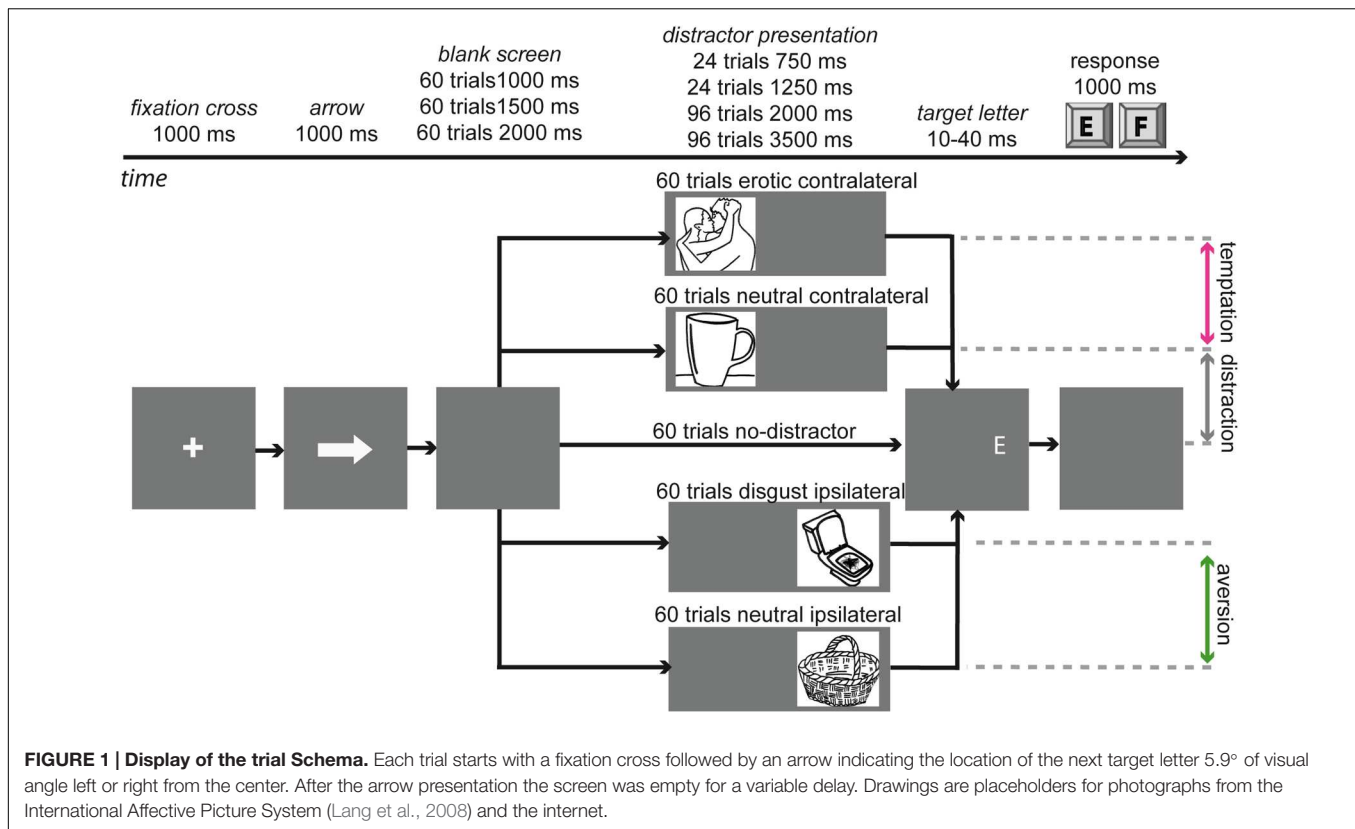 fixation cross
1000 ms
arrow
1000 ms
blank screen
60 trials1000 ms
60 trials1500 ms
60 trials 2000 ms
distractor presentation
24 trials 750 ms
24 trials 1250 ms
96 trials 2000 ms
96 trials 3500 ms
target letter
10-40 ms
response
1000 ms
E F
time
60 trials erotic contralateral
60 trials neutral contralateral
60 trials no-distractor
60 trials disgust ipsilateral
60 trials neutral ipsilateral
+
E
temptation
distraction
aversion
FIGURE 1 | Display of the trial Schema. Each trial starts with a fixation cross followed by an arrow indicating the location of the next target letter 5.9° of visual
angle left or right from the center. After the arrow presentation the screen was empty for a variable delay. Drawings are placeholders for photographs from the
International Affective Picture System (Lang et al., 2008) and the internet.